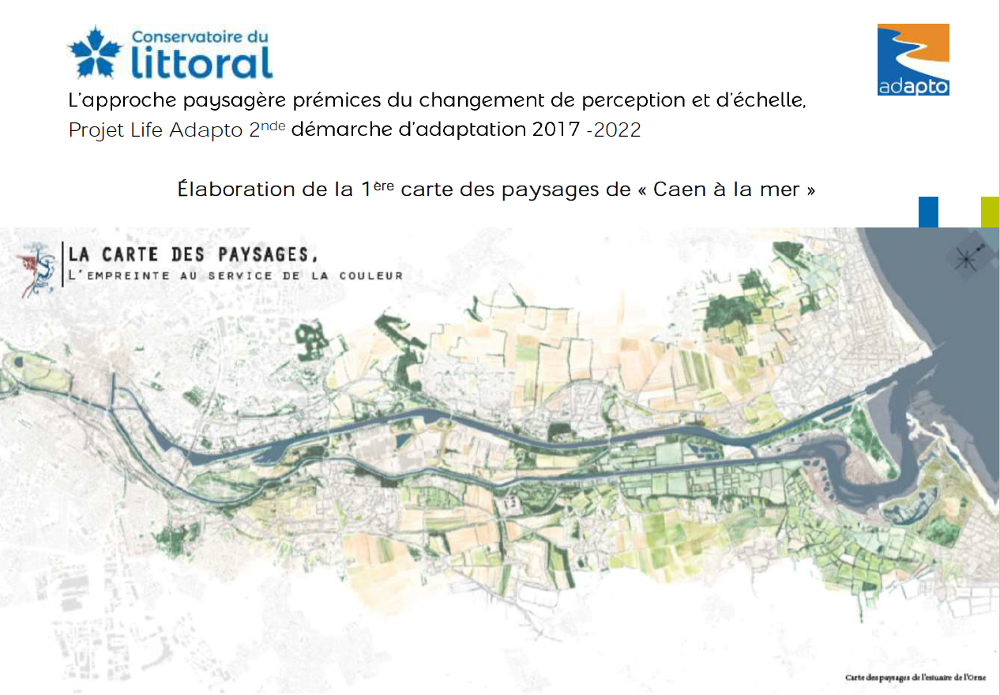 Conservatoire du
littoral
adapto
L'approche paysagère prémices du changement de perception et d'échelle,
Projet Life Adapto 2nde démarche d'adaptation 2017 -2022
Élaboration de la 1ère carte des paysages de « Caen à la mer »
LA CARTE DES PAYSAGES,
L'EMPREINTE AU SERVICE DE LA COULEUR
Carte des paysages de l'estuaire de l'Orne